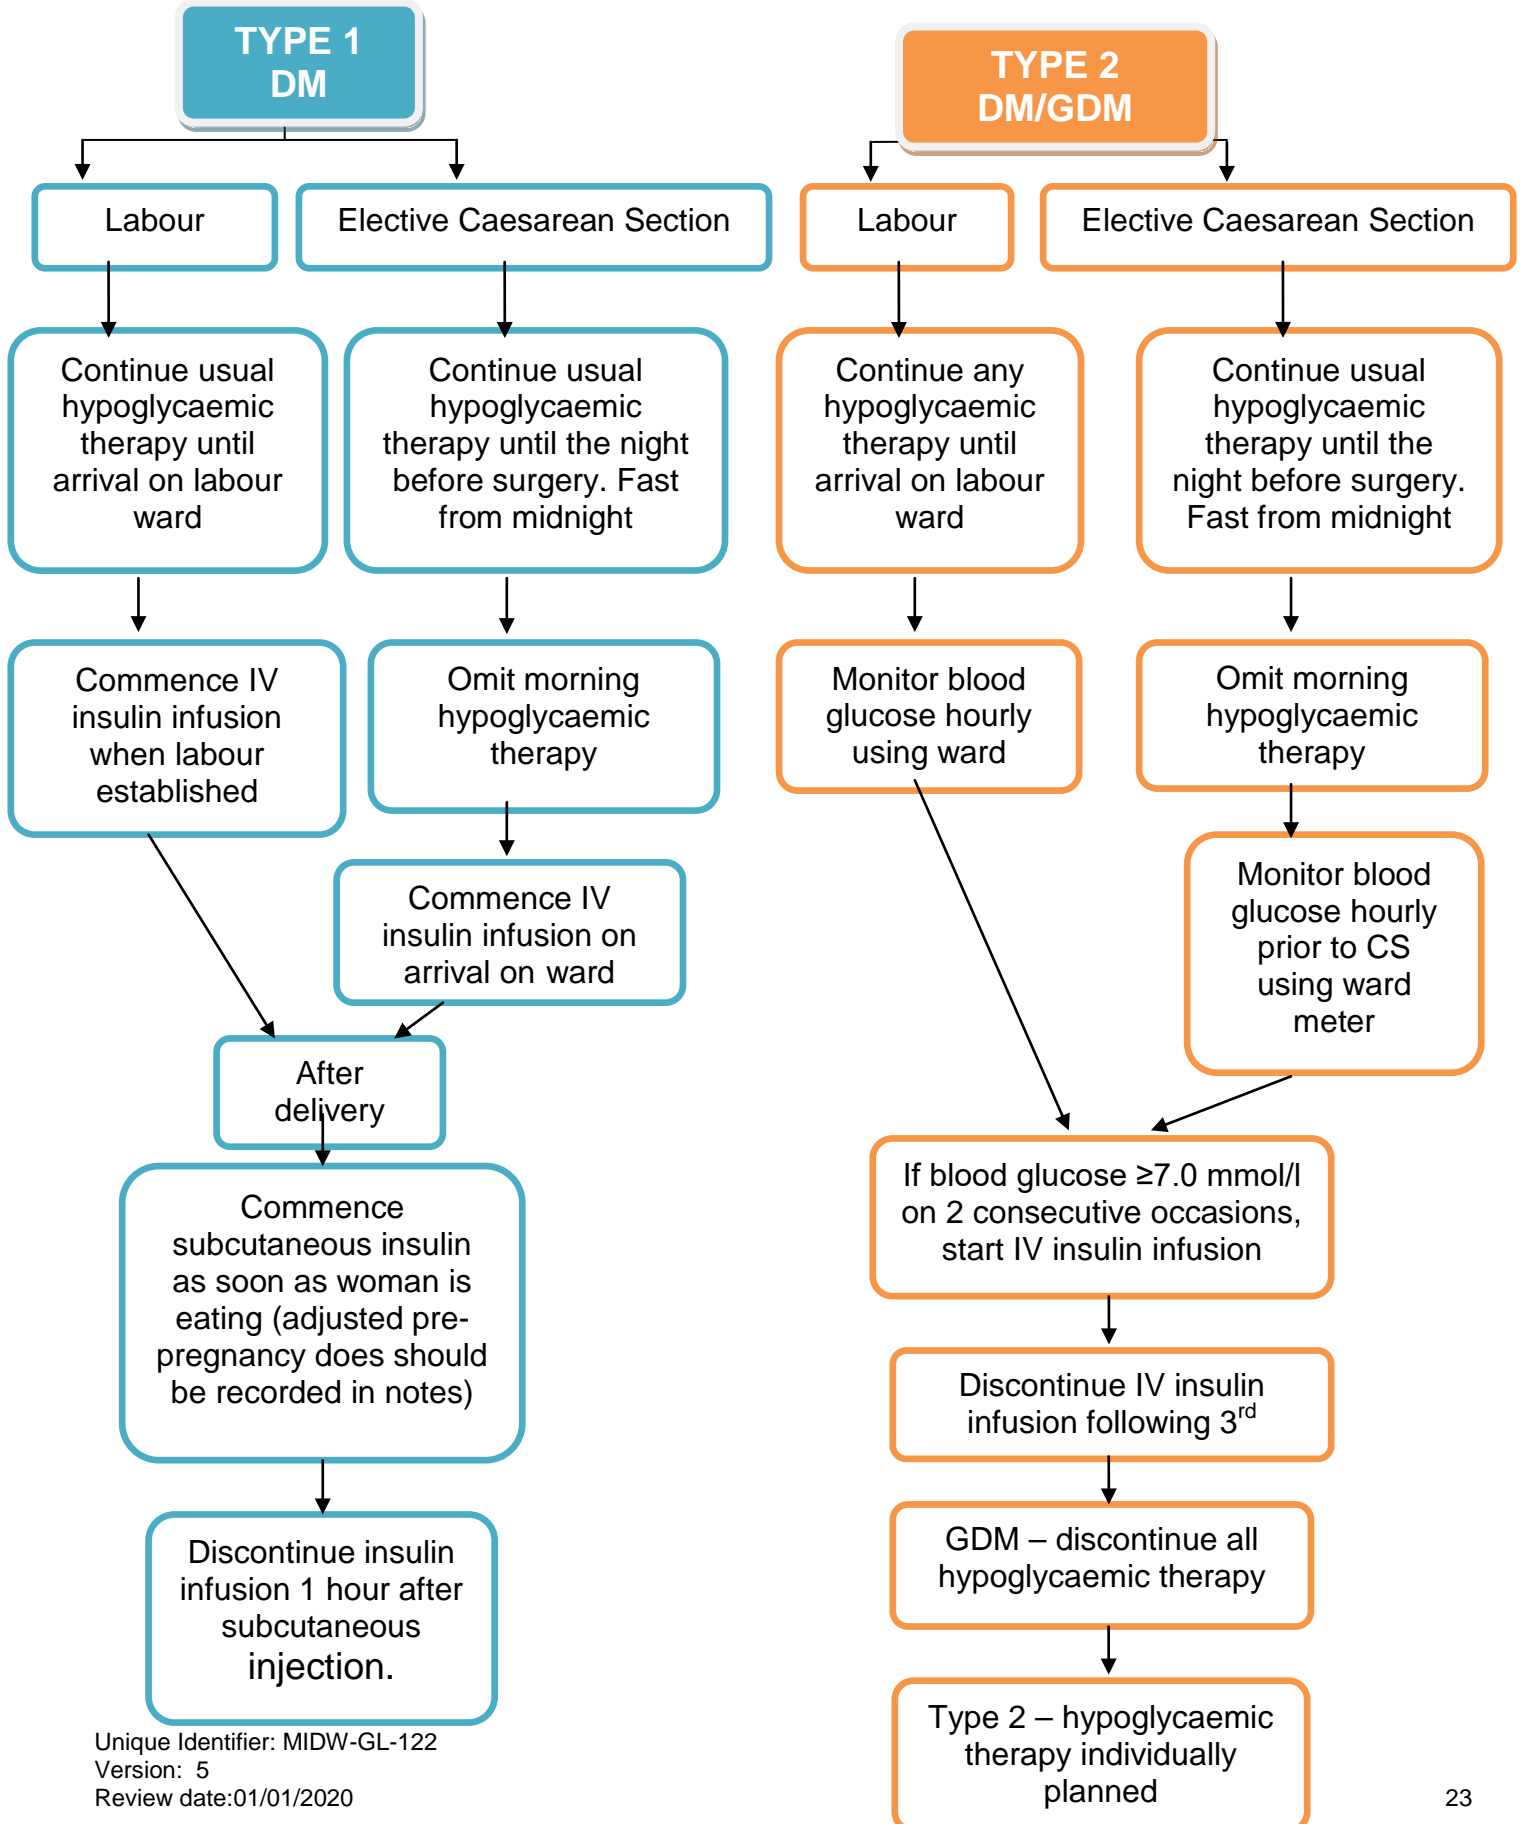 TYPE 1
DM
Labour
Elective Caesarean Section
Continue usual
hypoglycaemic
therapy until
arrival on labour
ward
Continue usual
hypoglycaemic
therapy until the night
before surgery. Fast
from midnight
Commence IV
insulin infusion
when labour
established
Omit morning
hypoglycaemic
therapy
Commence IV
insulin infusion on
arrival on ward
After
delivery
Commence
subcutaneous insulin
as soon as woman is
eating (adjusted pre-
pregnancy does should
be recorded in notes)
Discontinue insulin
infusion 1 hour after
subcutaneous
injection.
TYPE 2
DM/GDM
Labour
Elective Caesarean Section
Continue any
hypoglycaemic
therapy until
arrival on labour
ward
Continue usual
hypoglycaemic
therapy until the
night before surgery.
Fast from midnight
Monitor blood
glucose hourly
using ward
Omit morning
hypoglycaemic
therapy
Monitor blood
glucose hourly
prior to CS
using ward
meter
If blood glucose ≥7.0 mmol/l
on 2 consecutive occasions,
start IV insulin infusion
Discontinue IV insulin
infusion following 3rd
GDM – discontinue all
hypoglycaemic therapy
Type 2 – hypoglycaemic
therapy individually
planned
Unique Identifier: MIDW-GL-122
Version: 5
Review date:01/01/2020
23